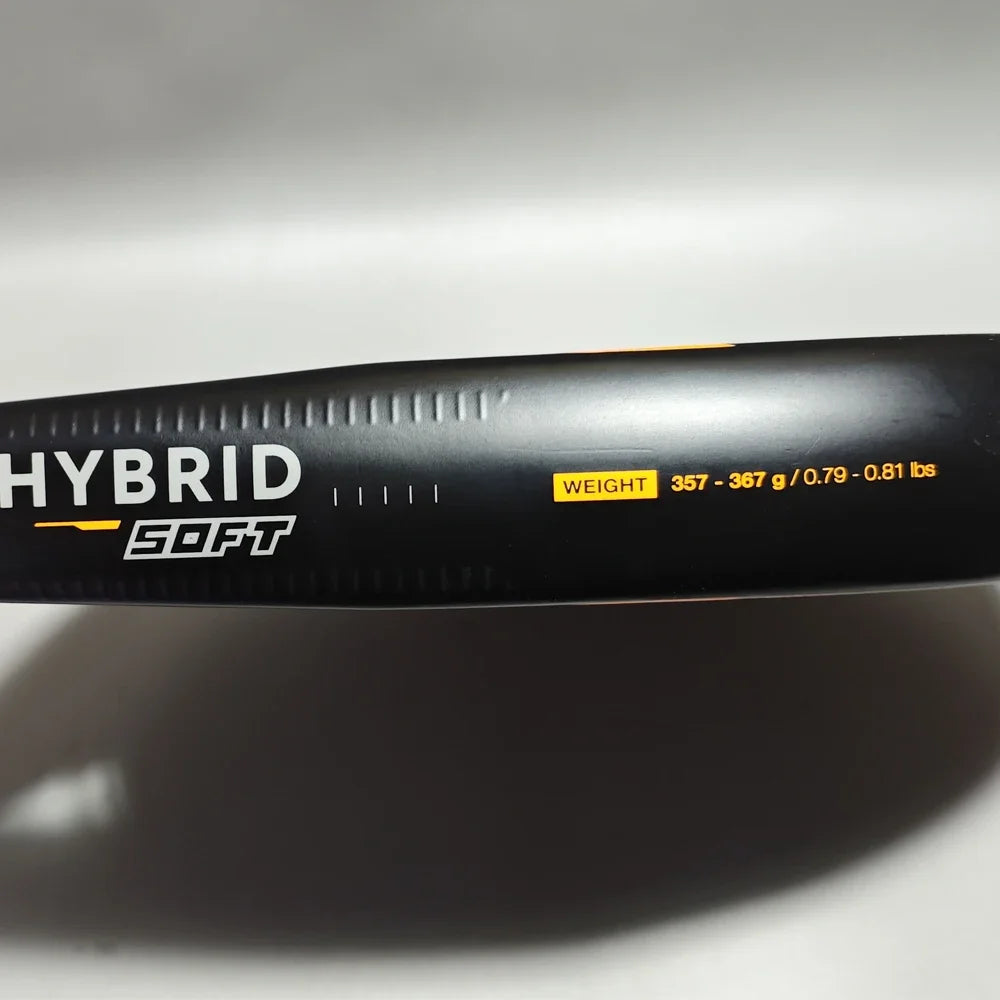 HYBRID
SOFT
WEIGHT 357 - 367 g / 0.79 - 0.81 lbs